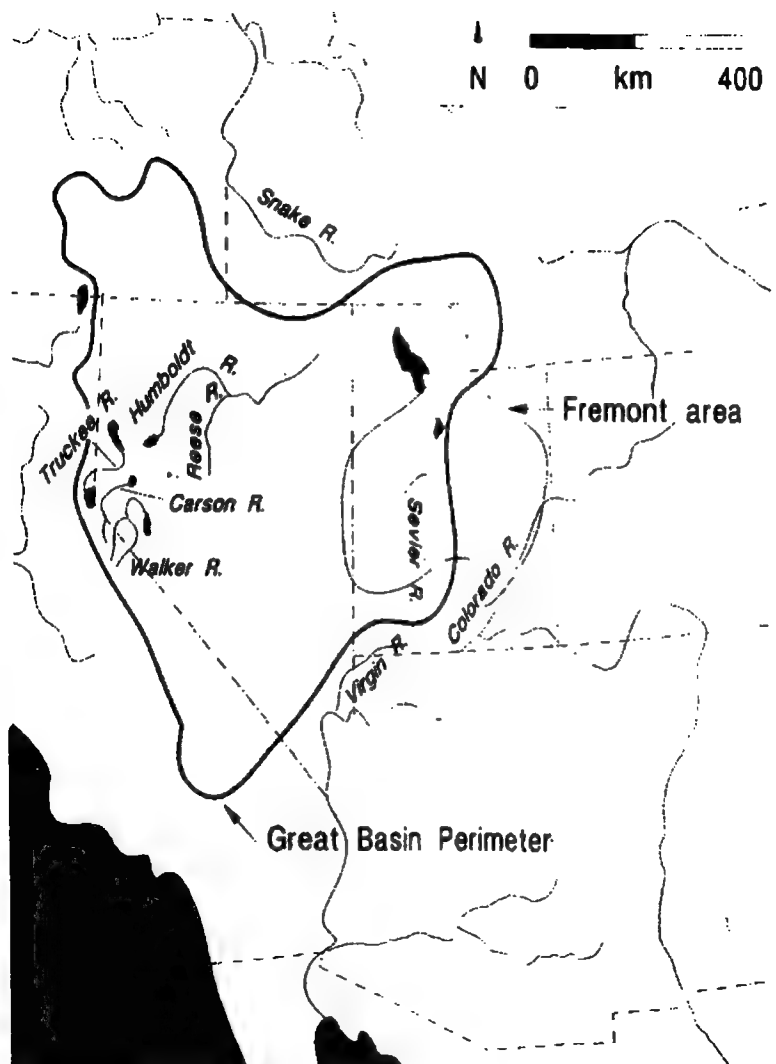 N 0 km 400
Snake R.
Humboldt R.
Truckee R.
Reese R.
Fremont area
Carson R.
Sevier R.
Walker R.
Colorado R.
Virgin R.
Great Basin Perimeter